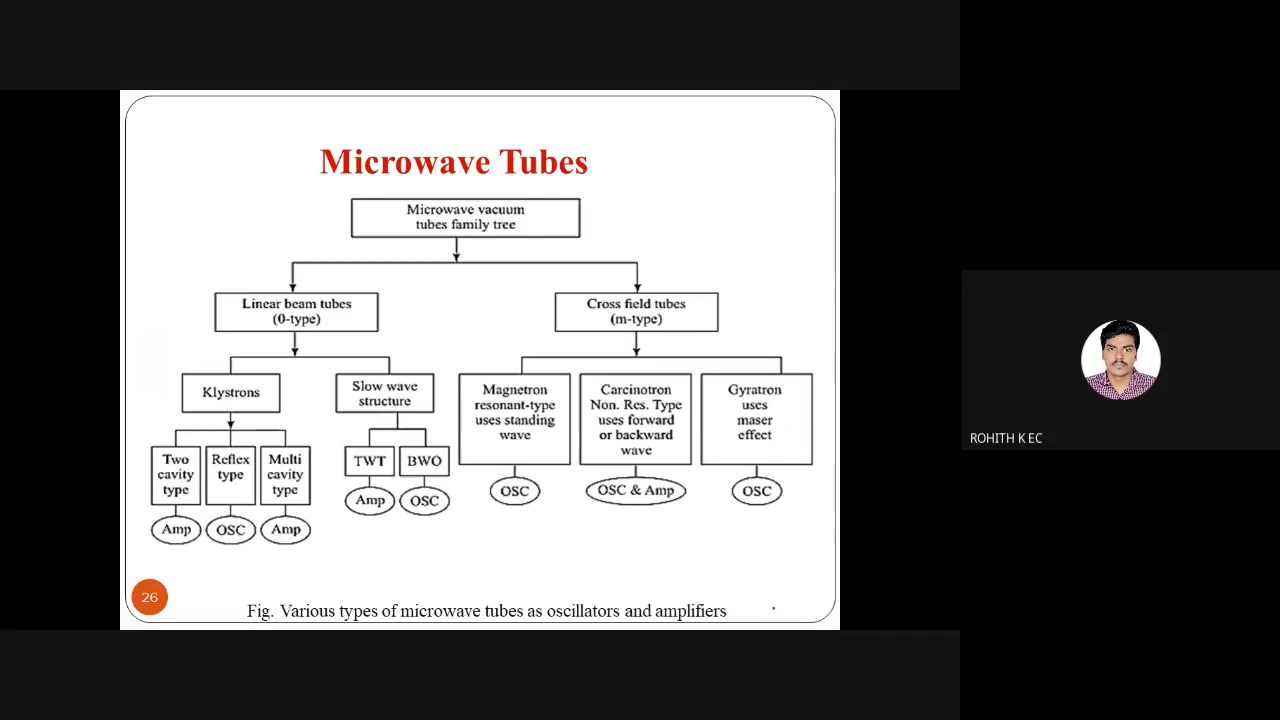 Microwave Tubes
Microwave vacuum
tubes family tree
Linear beam tubes
(0-type)
Cross field tubes
(m-type)
Klystrons
Slow wave
structure
Magnetron
resonant-type
uses standing
wave
Carcinotron
Non. Res. Type
uses forward
or backward
wave
Gyratron
uses
maser
effect
Two
cavity
type
Reflex
type
Multi
cavity
type
TWT
BWO
Amp
OSC
Amp
Amp
OSC
OSC
OSC & Amp
OSC
26
Fig. Various types of microwave tubes as oscillators and amplifiers
ROHITH K EC